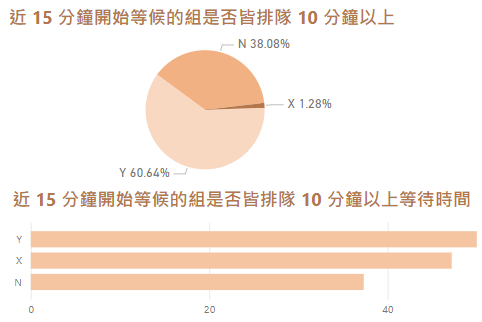 近 15 分鐘開始等候的組是否皆排隊 10 分鐘以上
N 38.08%
X 1.28%
Y 60.64%
近 15 分鐘開始等候的組是否皆排隊 10 分鐘以上等待時間
Y
X
N
0 20 40